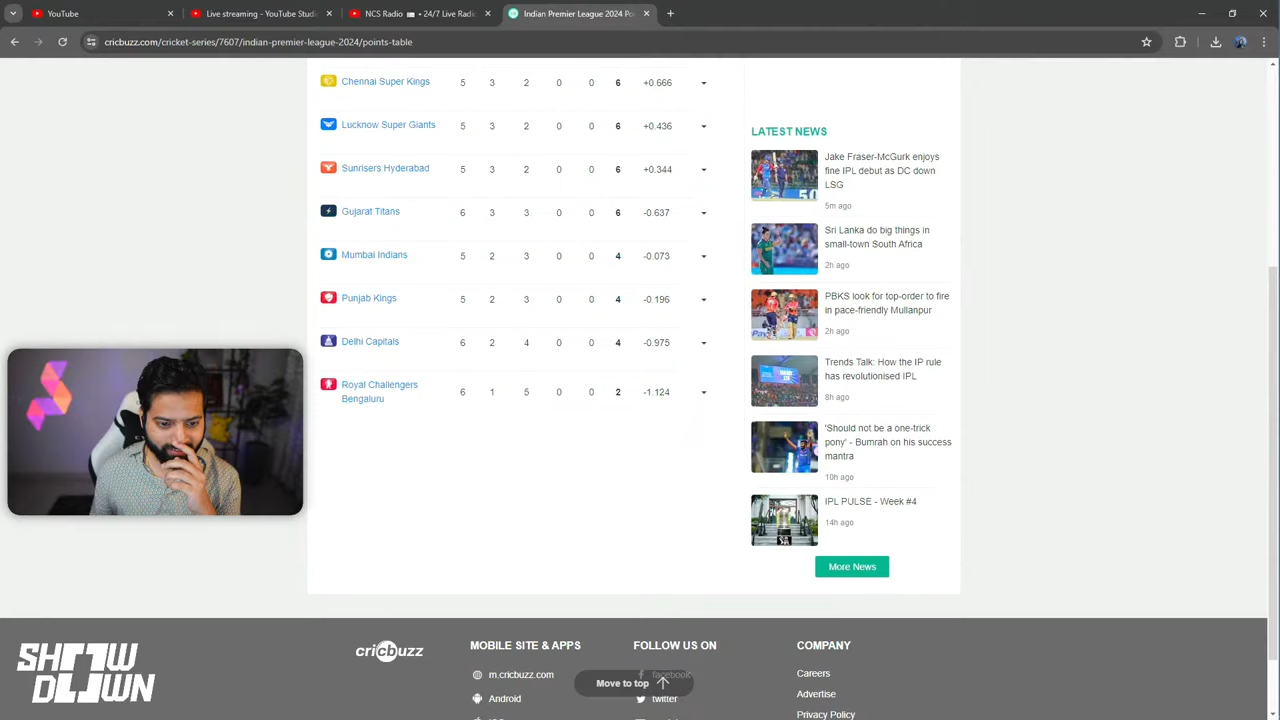 YouTube
Live streaming - YouTube Studi
NCS Radio
• 24/7 Live Radi
Indian Premier League 2024 Po
cricbuzz.com/cricket-series/7607/indian-premier-league-2024/points-table
Chennai Super Kings 5 3 2 0 0 6 +0.666
Lucknow Super Giants 5 3 2 0 0 6 +0.436
Sunrisers Hyderabad 5 3 2 0 0 6 +0.344
Gujarat Titans 6 3 3 0 0 6 -0.637
Mumbai Indians 5 2 3 0 0 4 -0.073
Punjab Kings 5 2 3 0 0 4 -0.196
Delhi Capitals 6 2 4 0 0 4 -0.975
Royal Challengers
Bengaluru 6 1 5 0 0 2 -1.124
LATEST NEWS
Jake Fraser-McGurk enjoys
fine IPL debut as DC down
LSG
5m ago
Sri Lanka do big things in
small-town South Africa
2h ago
PBKS look for top-order to fire
in pace-friendly Mullanpur
2h ago
Trends Talk: How the IP rule
has revolutionised IPL
8h ago
'Should not be a one-trick
pony' - Bumrah on his success
mantra
10h ago
IPL PULSE - Week #4
14h ago
More News
SHOW
DOWN
cricbuzz
MOBILE SITE & APPS
m.cricbuzz.com
Android
FOLLOW US ON
facebook
twitter
Move to top
COMPANY
Careers
Advertise
Privacy Policy